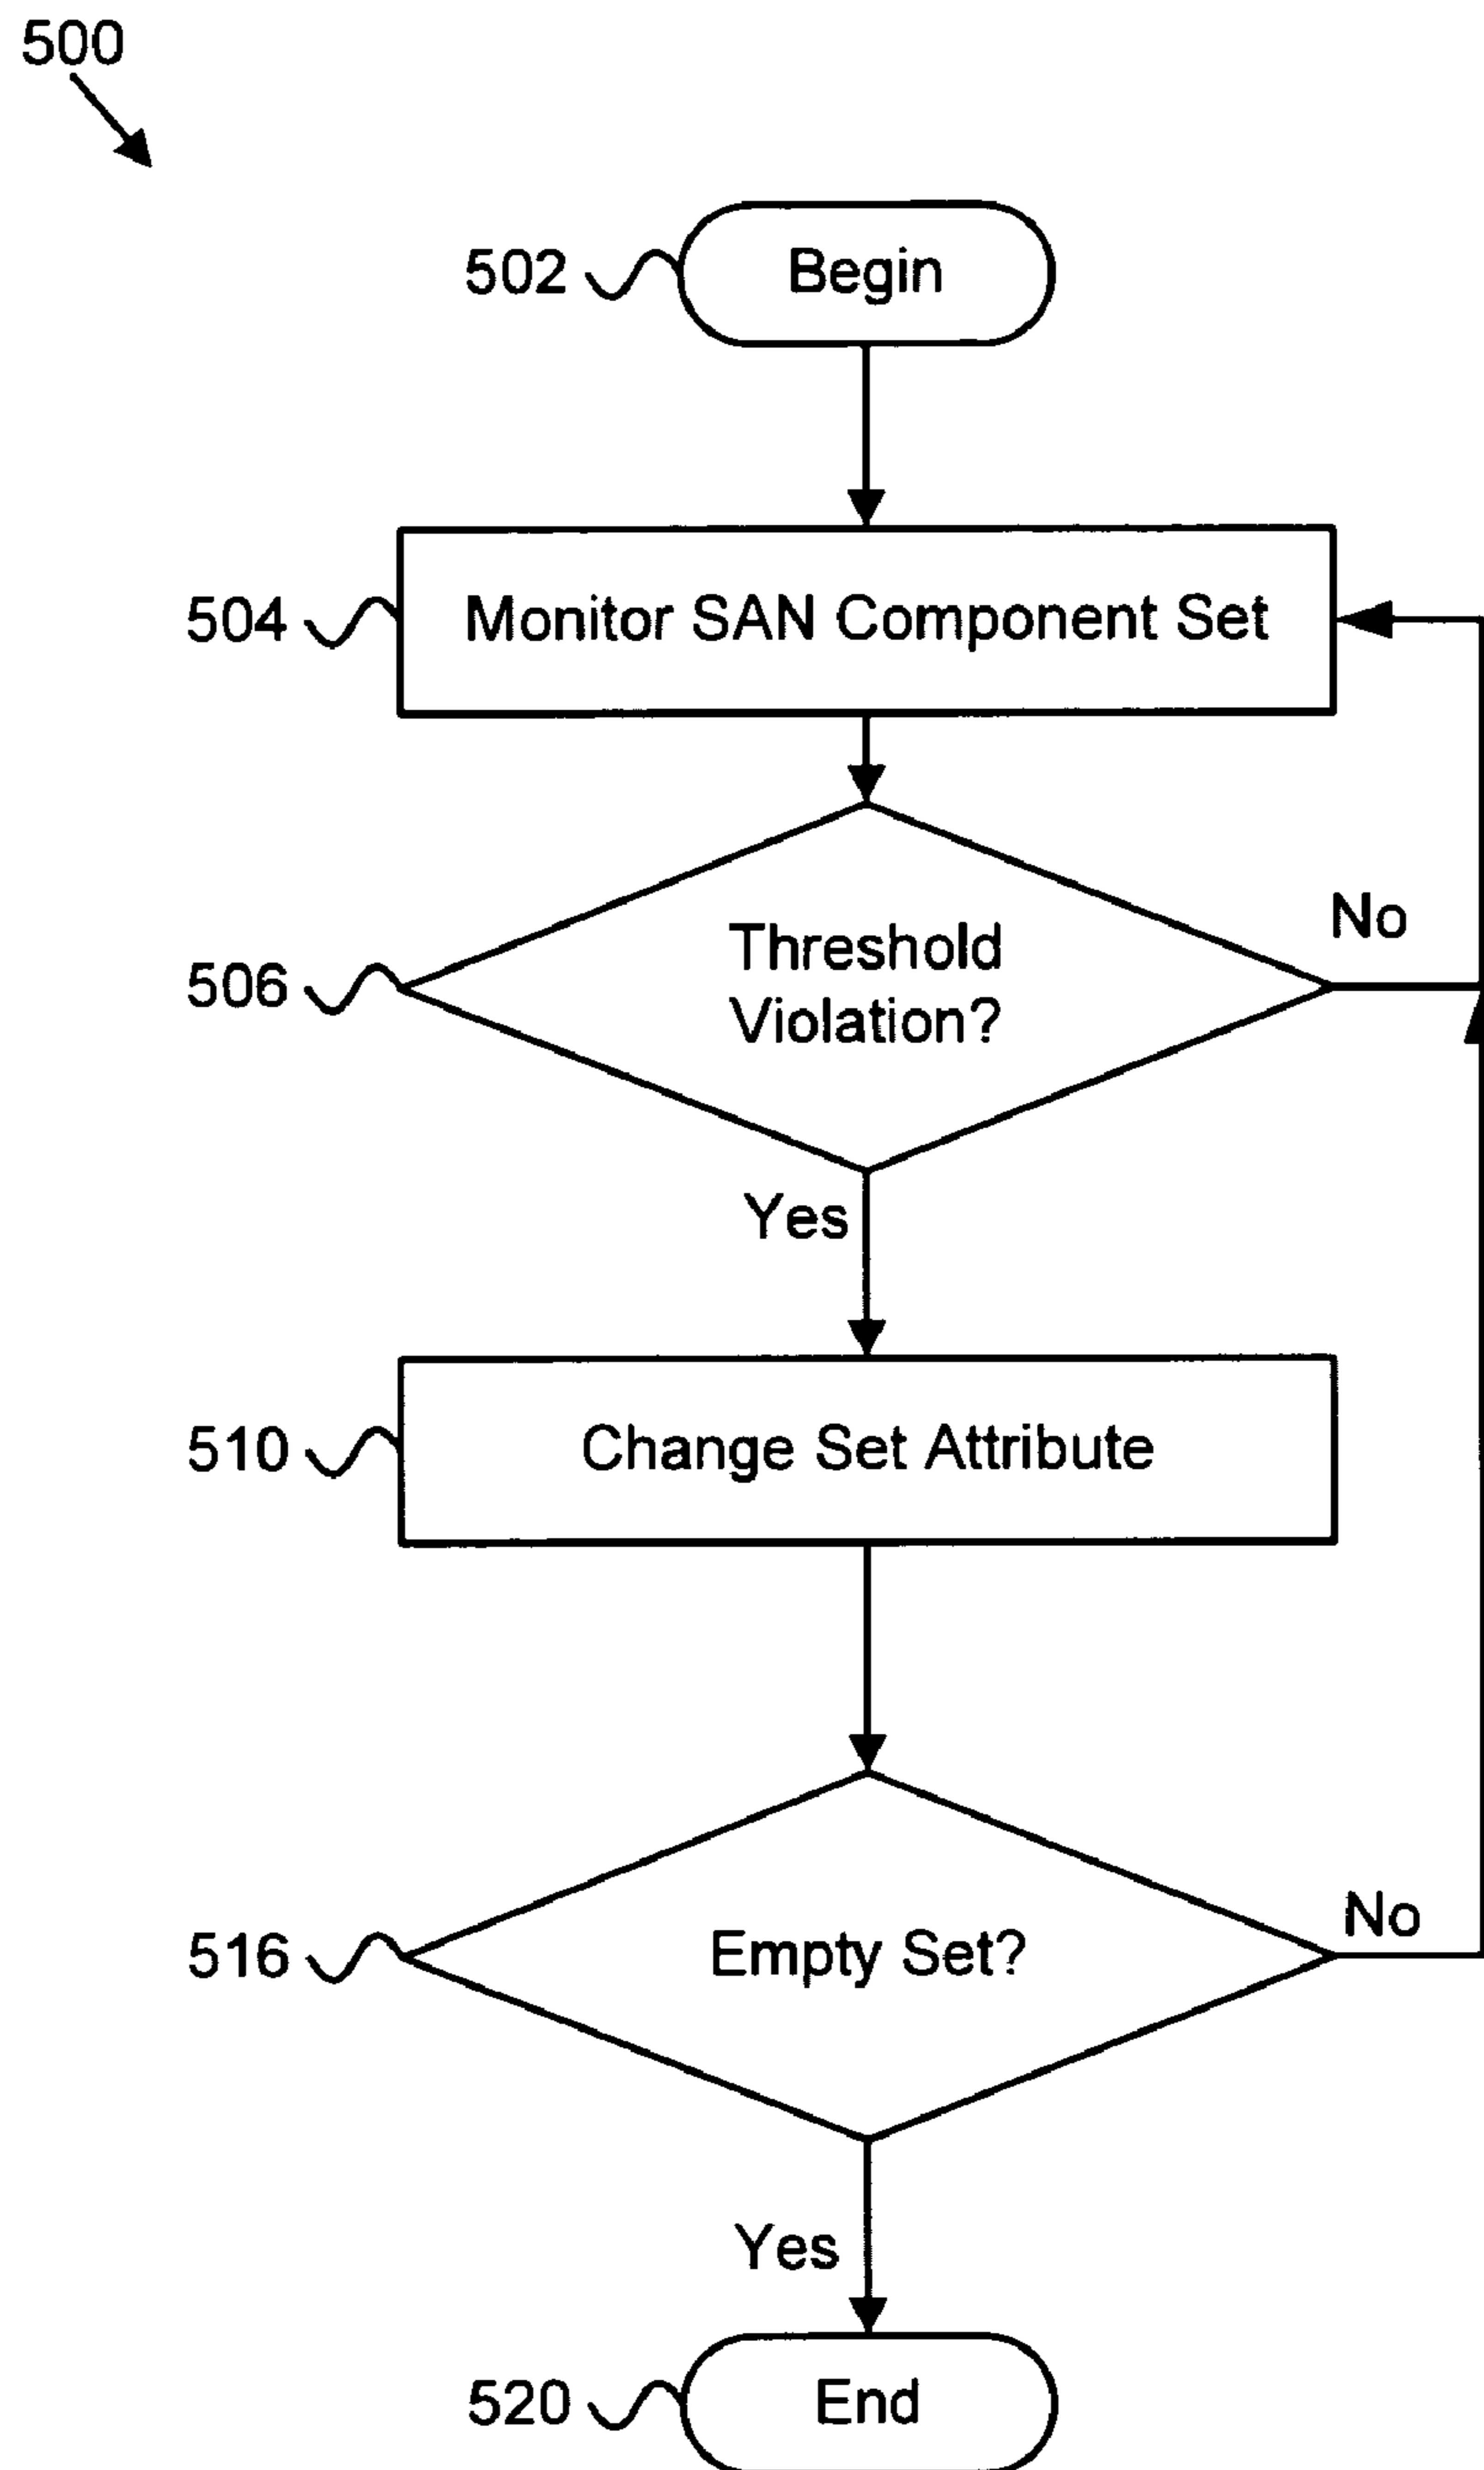 500
502
Begin
504
Monitor SAN Component Set
506
Threshold
Violation?
No
Yes
510
Change Set Attribute
516
Empty Set?
No
Yes
520
End